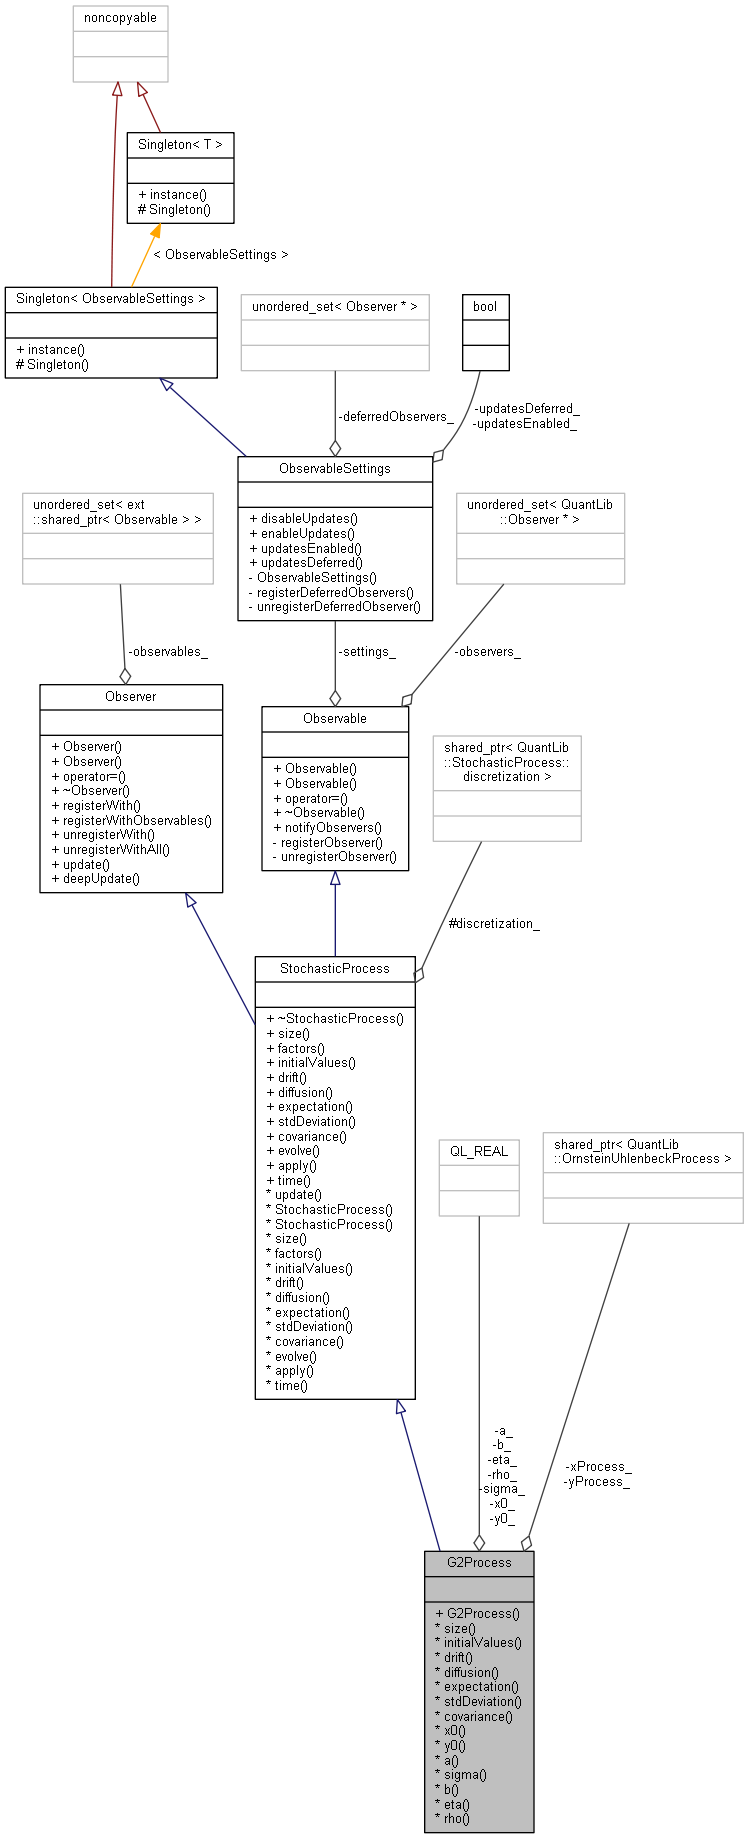 noncopyable
Singleton< T >
+ instance()
# Singleton()
< ObservableSettings >
Singleton< ObservableSettings >
+ instance()
# Singleton()
unordered_set< Observer * >
bool
-deferredObservers_
-updatesDeferred_
-updatesEnabled_
ObservableSettings
+ disableUpdates()
+ enableUpdates()
+ updatesEnabled()
+ updatesDeferred()
- ObservableSettings()
- registerDeferredObservers()
- unregisterDeferredObserver()
unordered_set< ext
::shared_ptr< Observable > >
unordered_set< QuantLib
::Observer * >
-observables_
-settings_
-observers_
Observer
+ Observer()
+ Observer()
+ operator=()
+ ~Observer()
+ registerWith()
+ registerWithObservables()
+ unregisterWith()
+ unregisterWithAll()
+ update()
+ deepUpdate()
Observable
+ Observable()
+ Observable()
+ operator=()
+ ~Observable()
+ notifyObservers()
- registerObserver()
- unregisterObserver()
shared_ptr< QuantLib
::StochasticProcess::
discretization >
#discretization_
StochasticProcess
+ ~StochasticProcess()
+ size()
+ factors()
+ initialValues()
+ drift()
+ diffusion()
+ expectation()
+ stdDeviation()
+ covariance()
+ evolve()
+ apply()
+ time()
* update()
* StochasticProcess()
* StochasticProcess()
* size()
* factors()
* initialValues()
* drift()
* diffusion()
* expectation()
* stdDeviation()
* covariance()
* evolve()
* apply()
* time()
QL_REAL
shared_ptr< QuantLib
::OrnsteinUhlenbeckProcess >
-a_
-b_
-eta_
-rho_
-sigma_
-x0_
-y0_
-xProcess_
-yProcess_
G2Process
+ G2Process()
* size()
* initialValues()
* drift()
* diffusion()
* expectation()
* stdDeviation()
* covariance()
* x0()
* y0()
* a()
* sigma()
* b()
* eta()
* rho()